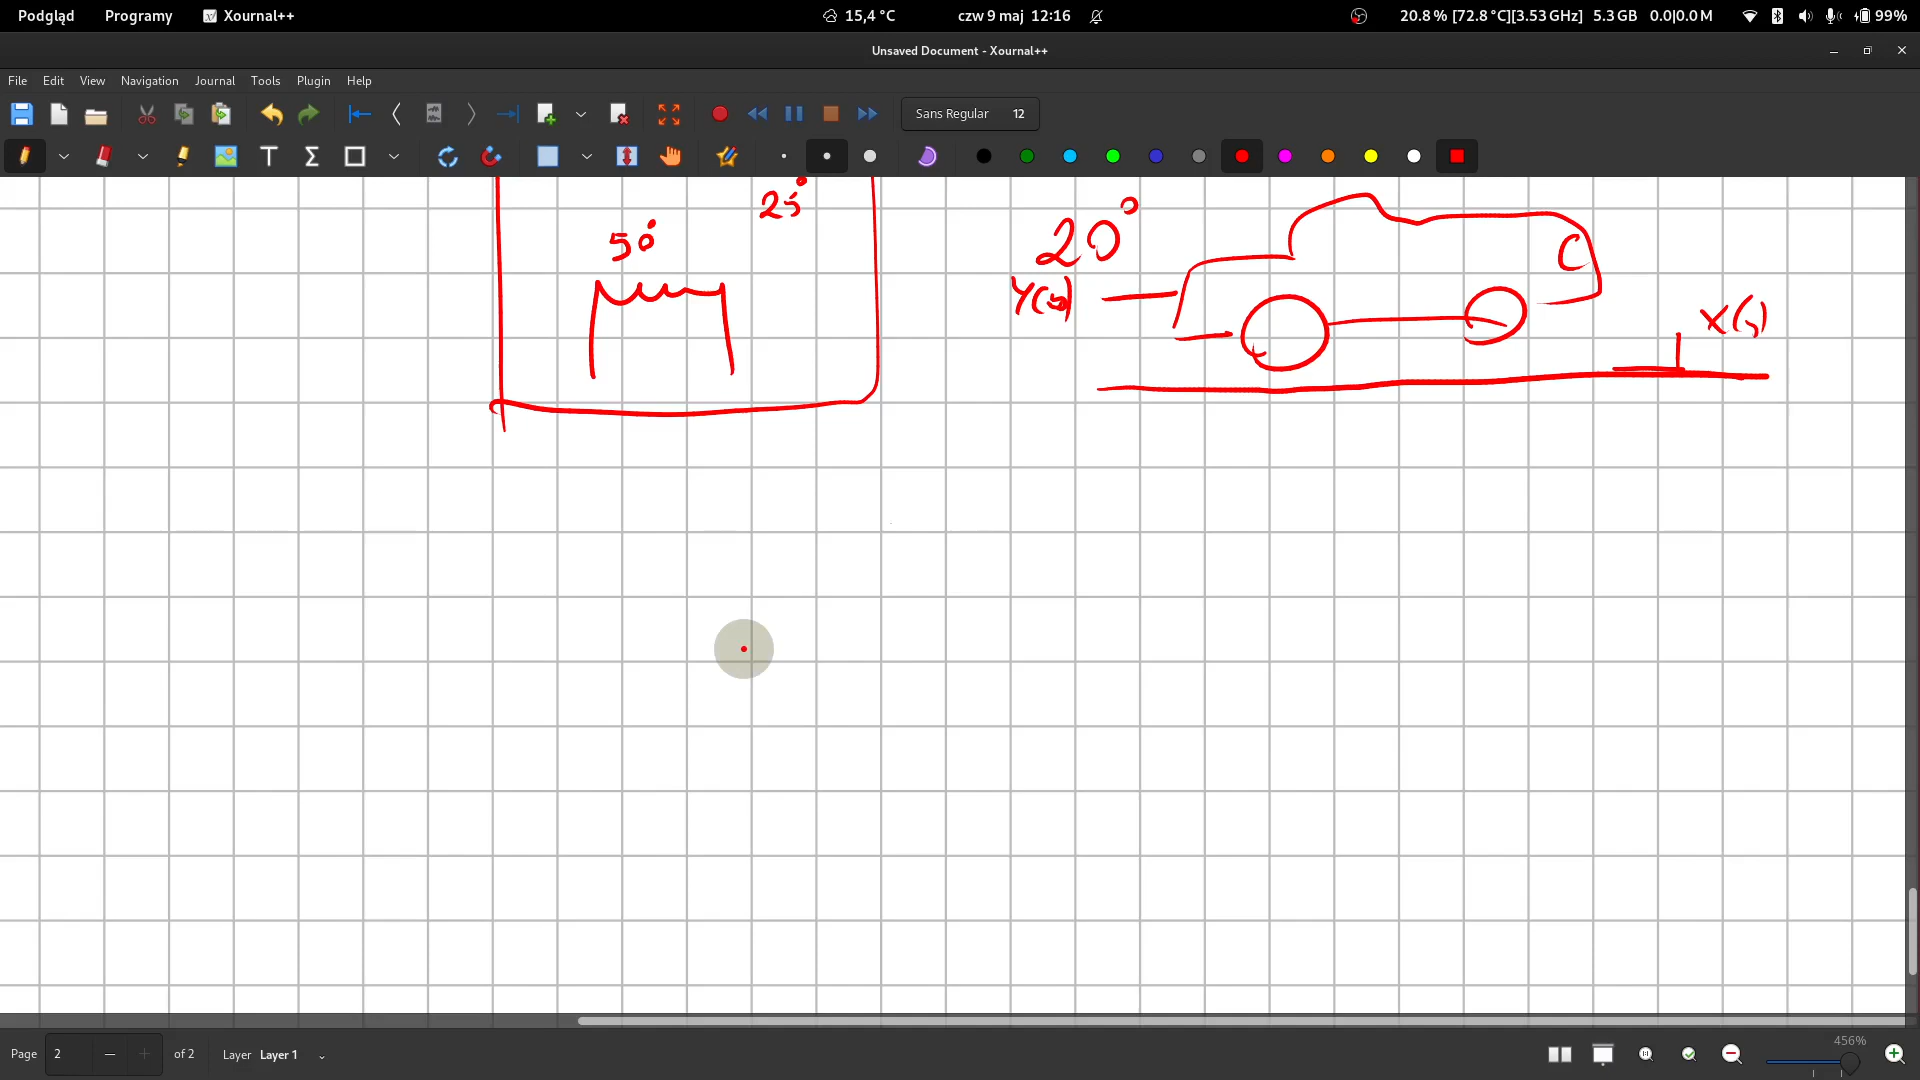 Podgląd Programy Xournal++ 15,4 °C czw 9 maj 12:16 20.8 % [72.8 °C][3.53 GHz] 5.3 GB 0.0|0.0 M 99%
Unsaved Document - Xournal++
File Edit View Navigation Journal Tools Plugin Help
Sans Regular 12
25°
50°
20°
Y(s)
C
X(s)
Page 2 of 2 Layer Layer 1
456%